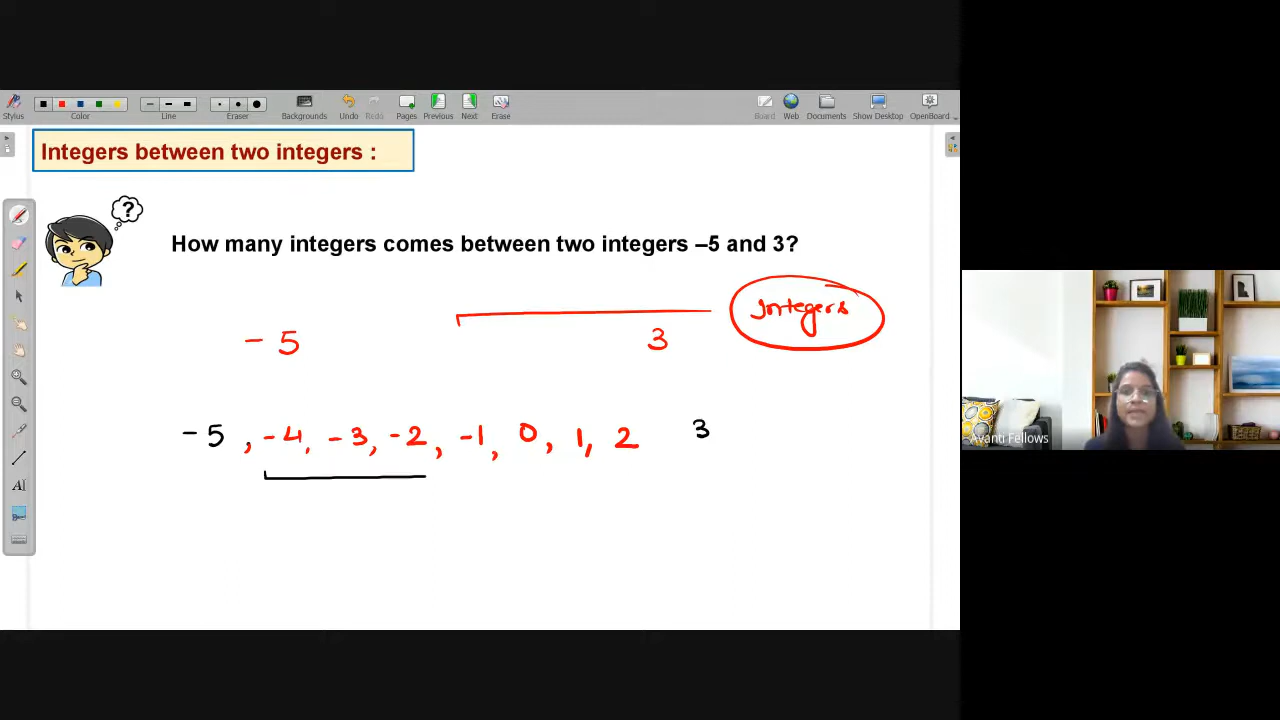 Stylus Color Line Eraser Backgrounds Undo Redo Pages Previous Next Erase Board Web Documents Show Desktop OpenBoard
Integers between two integers :
?
How many integers comes between two integers –5 and 3?
Integers
- 5 3
- 5 , -4, -3, -2, -1, 0, 1, 2 3
Avanti Fellows